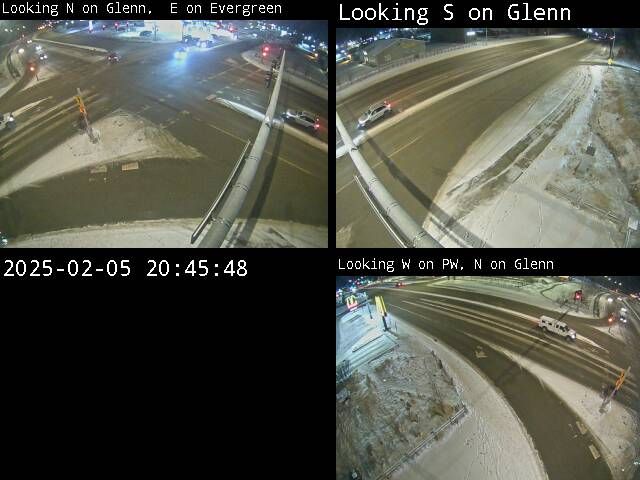 Looking N on Glenn,  E on Evergreen
Looking S on Glenn
2025-02-05 20:45:48
Looking W on PW, N on Glenn